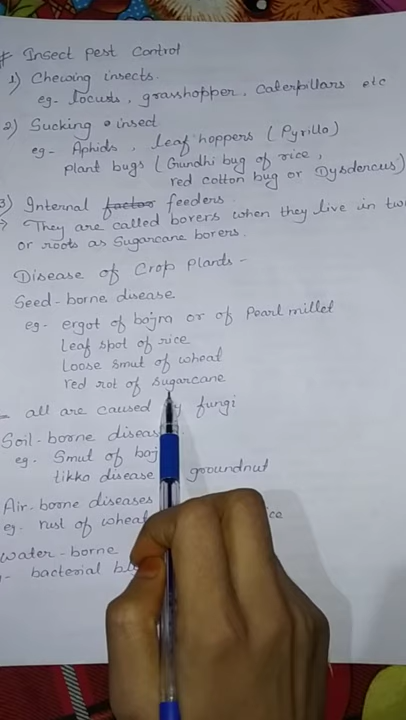 # Insect Pest Control
1) Chewing insects.
eg- locusts, grasshopper, caterpillars etc
2) Sucking insect
eg- Aphids, leaf hoppers (Pyrilla)
plant bugs (Gundhi bug of rice,
red cotton bug or Dysdercus)
3) Internal factor feeders.
→ They are called borers when they live in
or roots as Sugarcane borers.
Disease of Crop Plants-
Seed-borne disease
eg- ergot of bajra or of Pearl millet
Leaf spot of rice
Loose smut of wheat
red rot of sugarcane
= all are caused by fungi
Soil-borne
eg. Smut of
tikka disease groundnut
Air-borne diseases
eg. rust of wheat
water-borne
bacterial